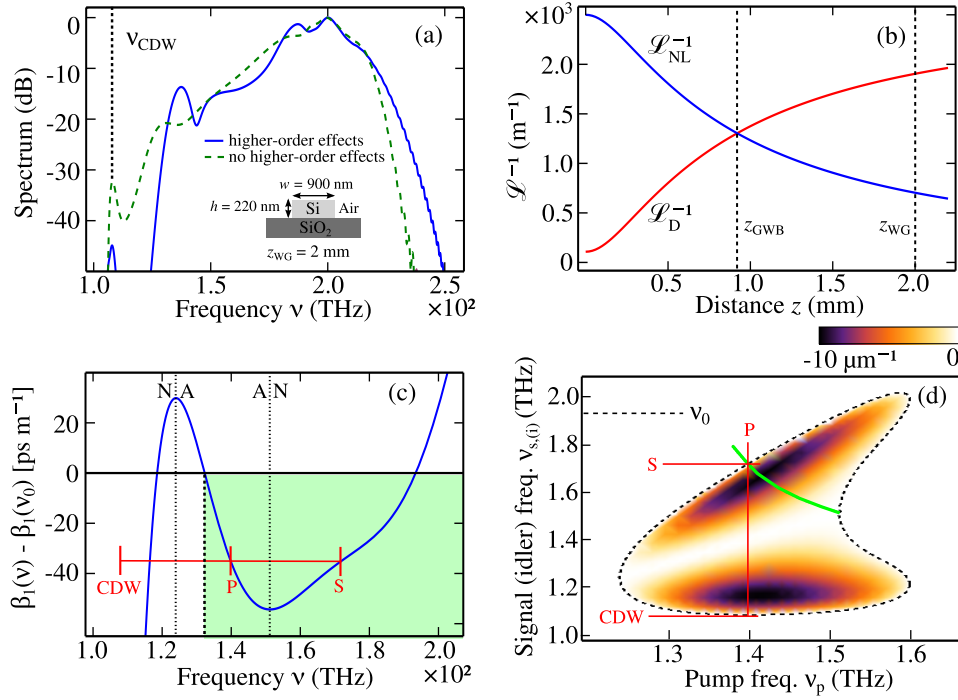 (a)
ν_CDW
0
-10
-20
-30
-40
Spectrum (dB)
higher-order effects
no higher-order effects
w = 900 nm
h = 220 nm
Si
Air
SiO₂
z_WG = 2 mm
1.0
1.5
2.0
2.5
×10²
Frequency ν (THz)
×10³
(b)
2.0
1.5
1.0
0.5
0
ℒ⁻¹ (m⁻¹)
ℒ_NL⁻¹
ℒ_D⁻¹
z_GWB
z_WG
0
0.5
1.0
1.5
2.0
Distance z (mm)
(c)
N A
A N
20
0
-20
-40
β₁(ν) - β₁(ν₀) [ps m⁻¹]
CDW
P
S
1.0
1.2
1.4
1.6
1.8
2.0
×10²
Frequency ν (THz)
-10 μm⁻¹
0
(d)
2.0
1.8
1.6
1.4
1.2
1.0
Signal (idler) freq. ν_s,(i) (THz)
ν₀
P
S
CDW
1.3
1.4
1.5
1.6
Pump freq. ν_p (THz)